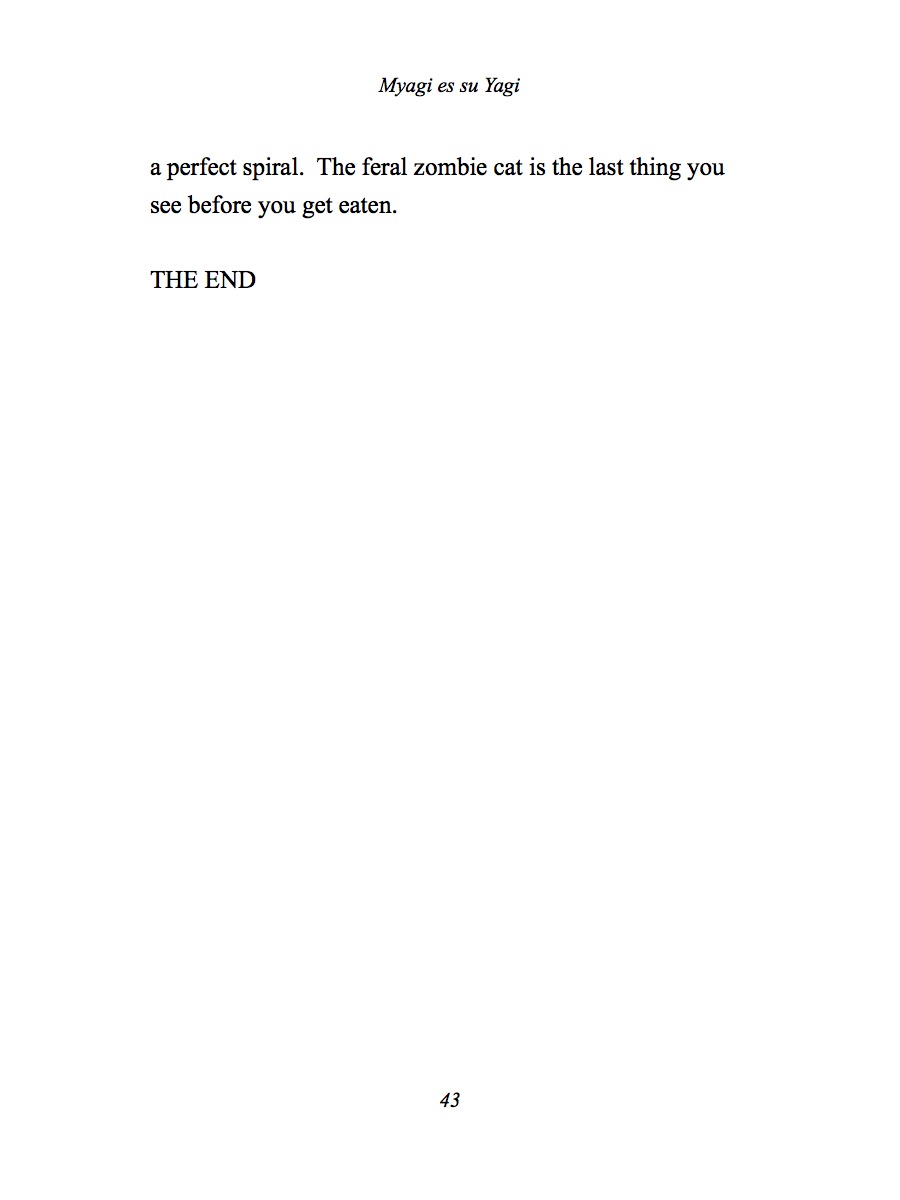 Myagi es su Yagi
a perfect spiral.  The feral zombie cat is the last thing you
see before you get eaten.
THE END
43